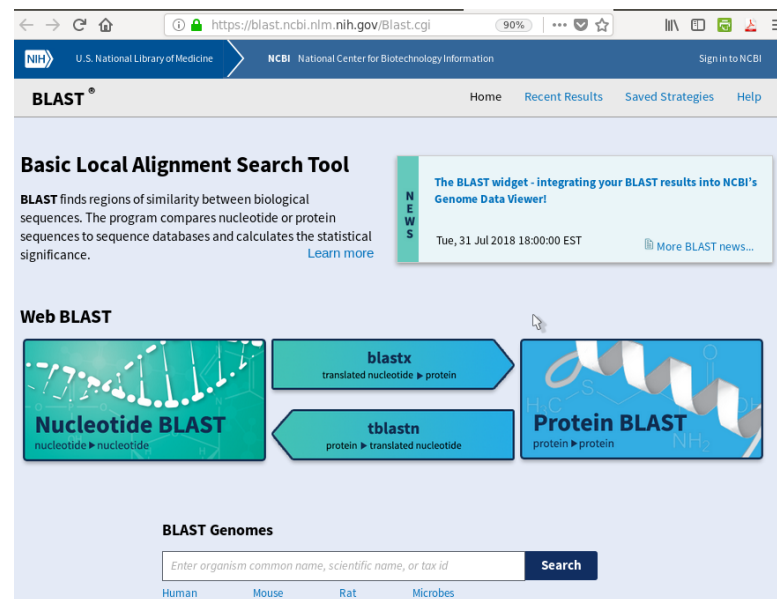 https://blast.ncbi.nlm.nih.gov/Blast.cgi
90%
NIH
U.S. National Library of Medicine
NCBI National Center for Biotechnology Information
Sign in to NCBI
BLAST ®
Home Recent Results Saved Strategies Help
Basic Local Alignment Search Tool
BLAST finds regions of similarity between biological
sequences. The program compares nucleotide or protein
sequences to sequence databases and calculates the statistical
significance.
Learn more
NEWS
The BLAST widget - integrating your BLAST results into NCBI's
Genome Data Viewer!
Tue, 31 Jul 2018 18:00:00 EST
More BLAST news...
Web BLAST
Nucleotide BLAST
nucleotide ▶ nucleotide
blastx
translated nucleotide ▶ protein
tblastn
protein ▶ translated nucleotide
H₃C
S
O
OH
NH₂
Protein BLAST
protein ▶ protein
BLAST Genomes
Enter organism common name, scientific name, or tax id
Search
Human Mouse Rat Microbes